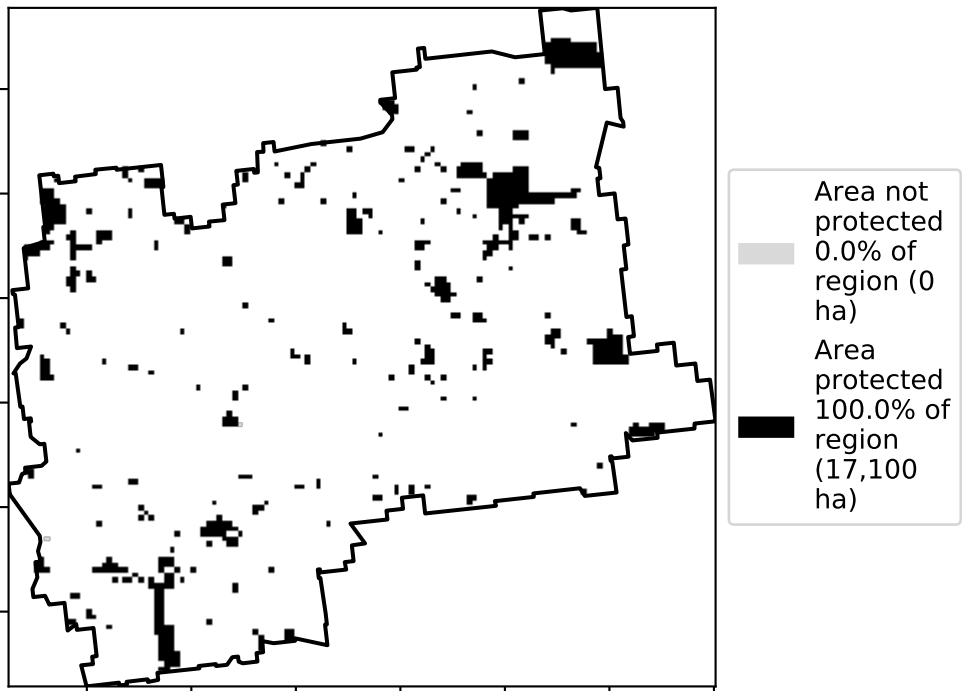 Area not
protected
0.0% of
region (0
ha)
Area
protected
100.0% of
region
(17,100
ha)